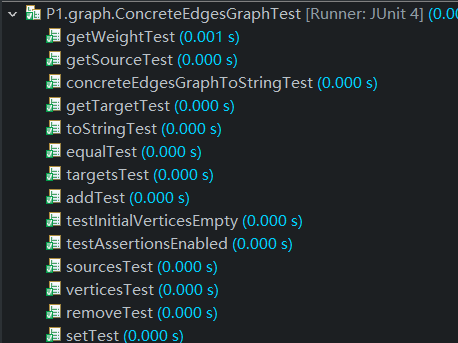 P1.graph.ConcreteEdgesGraphTest [Runner: JUnit 4] (0.00
getWeightTest (0.001 s)
getSourceTest (0.000 s)
concreteEdgesGraphToStringTest (0.000 s)
getTargetTest (0.000 s)
toStringTest (0.000 s)
equalTest (0.000 s)
targetsTest (0.000 s)
addTest (0.000 s)
testInitialVerticesEmpty (0.000 s)
testAssertionsEnabled (0.000 s)
sourcesTest (0.000 s)
verticesTest (0.000 s)
removeTest (0.000 s)
setTest (0.000 s)